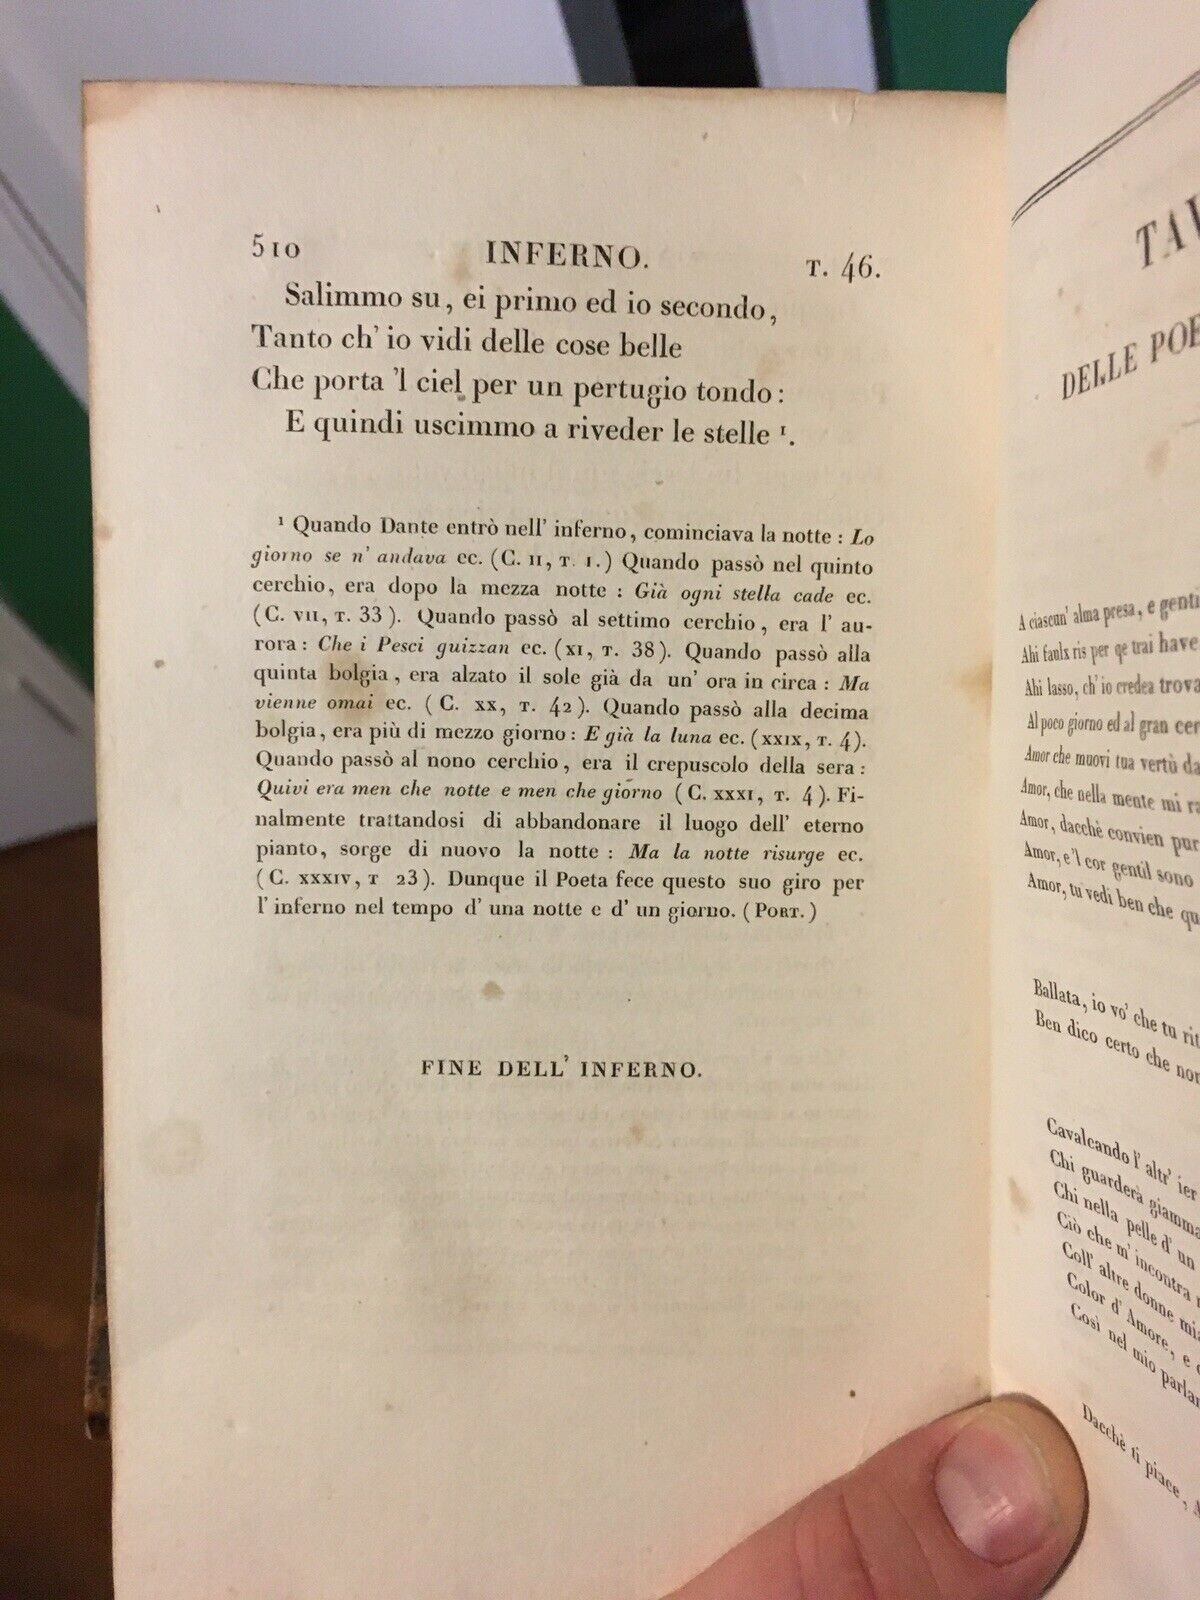 510 INFERNO. T. 46.
Salimmo su, ei primo ed io secondo,
Tanto ch' io vidi delle cose belle
Che porta 'l ciel per un pertugio tondo:
E quindi uscimmo a riveder le stelle ¹.
¹ Quando Dante entrò nell' inferno, cominciava la notte: Lo
giorno se n' andava ec. (C. II, T. I.) Quando passò nel quinto
cerchio, era dopo la mezza notte: Già ogni stella cade ec.
(C. VII, T. 33). Quando passò al settimo cerchio, era l' au-
rora: Che i Pesci guizzan ec. (XI, T. 38). Quando passò alla
quinta bolgia, era alzato il sole già da un' ora in circa: Ma
vienne omai ec. (C. XX, T. 42). Quando passò alla decima
bolgia, era più di mezzo giorno: E già la luna ec. (XXIX, T. 4).
Quando passò al nono cerchio, era il crepuscolo della sera:
Quivi era men che notte e men che giorno (C. XXXI, T. 4). Fi-
nalmente trattandosi di abbandonare il luogo dell' eterno
pianto, sorge di nuovo la notte: Ma la notte risurge ec.
(C. XXXIV, T 23). Dunque il Poeta fece questo suo giro per
l' inferno nel tempo d' una notte e d' un giorno. (PORT.)
FINE DELL' INFERNO.
DELLE
A ciascun' alma presa, e
Ahi faulx ris per qe trai have
Ahi lasso, ch' io credea
Al poco giorno ed al gran
Amor che muovi tua vertù
Amor, che nella mente mi
Amor, dacchè convien pur
Amor, e 'l cor gentil sono
Amor, tu vedi ben che
Ballata, io vo' che tu
Ben dico certo che
Cavalcando l' altr' ier
Chi guarderà
Chi nella pelle d' un
Ciò che m' incontra
Coll' altre donne
Color d' Amore, e
Così nel mio
Dacchè ti piace,